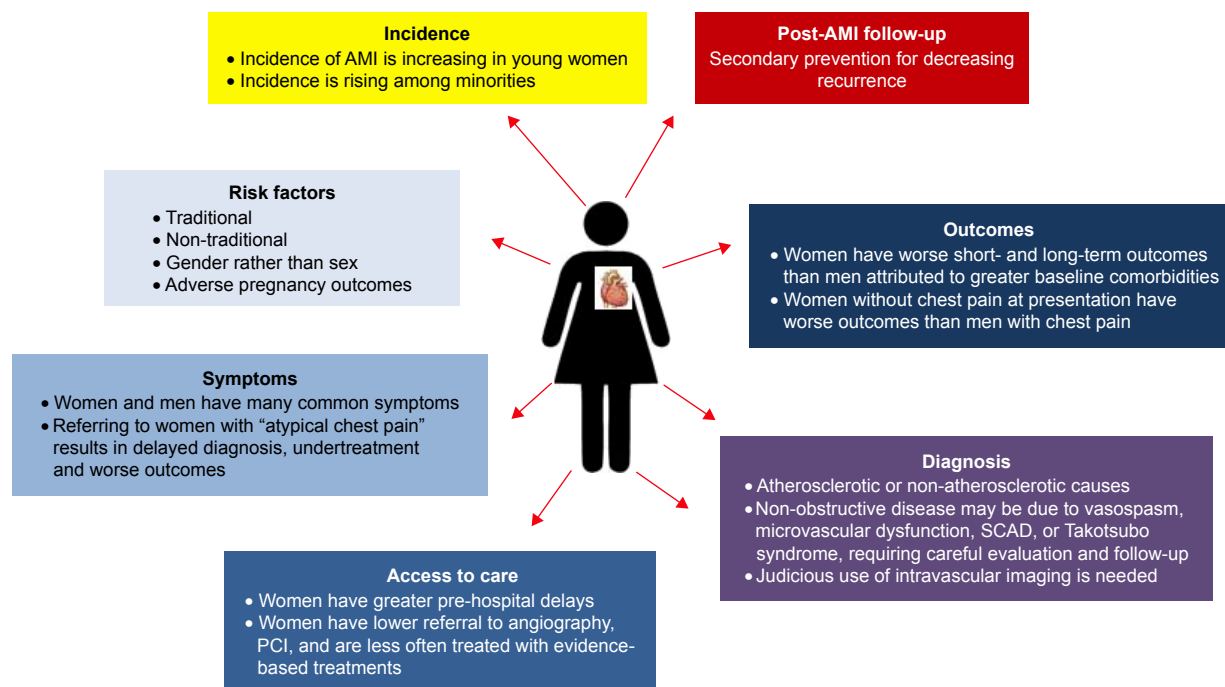 Incidence
• Incidence of AMI is increasing in young women
• Incidence is rising among minorities
Post-AMI follow-up
Secondary prevention for decreasing
recurrence
Risk factors
• Traditional
• Non-traditional
• Gender rather than sex
• Adverse pregnancy outcomes
Outcomes
• Women have worse short- and long-term outcomes
than men attributed to greater baseline comorbidities
• Women without chest pain at presentation have
worse outcomes than men with chest pain
Symptoms
• Women and men have many common symptoms
• Referring to women with “atypical chest pain”
results in delayed diagnosis, undertreatment
and worse outcomes
Diagnosis
• Atherosclerotic or non-atherosclerotic causes
• Non-obstructive disease may be due to vasospasm,
microvascular dysfunction, SCAD, or Takotsubo
syndrome, requiring careful evaluation and follow-up
• Judicious use of intravascular imaging is needed
Access to care
• Women have greater pre-hospital delays
• Women have lower referral to angiography,
PCI, and are less often treated with evidence-
based treatments